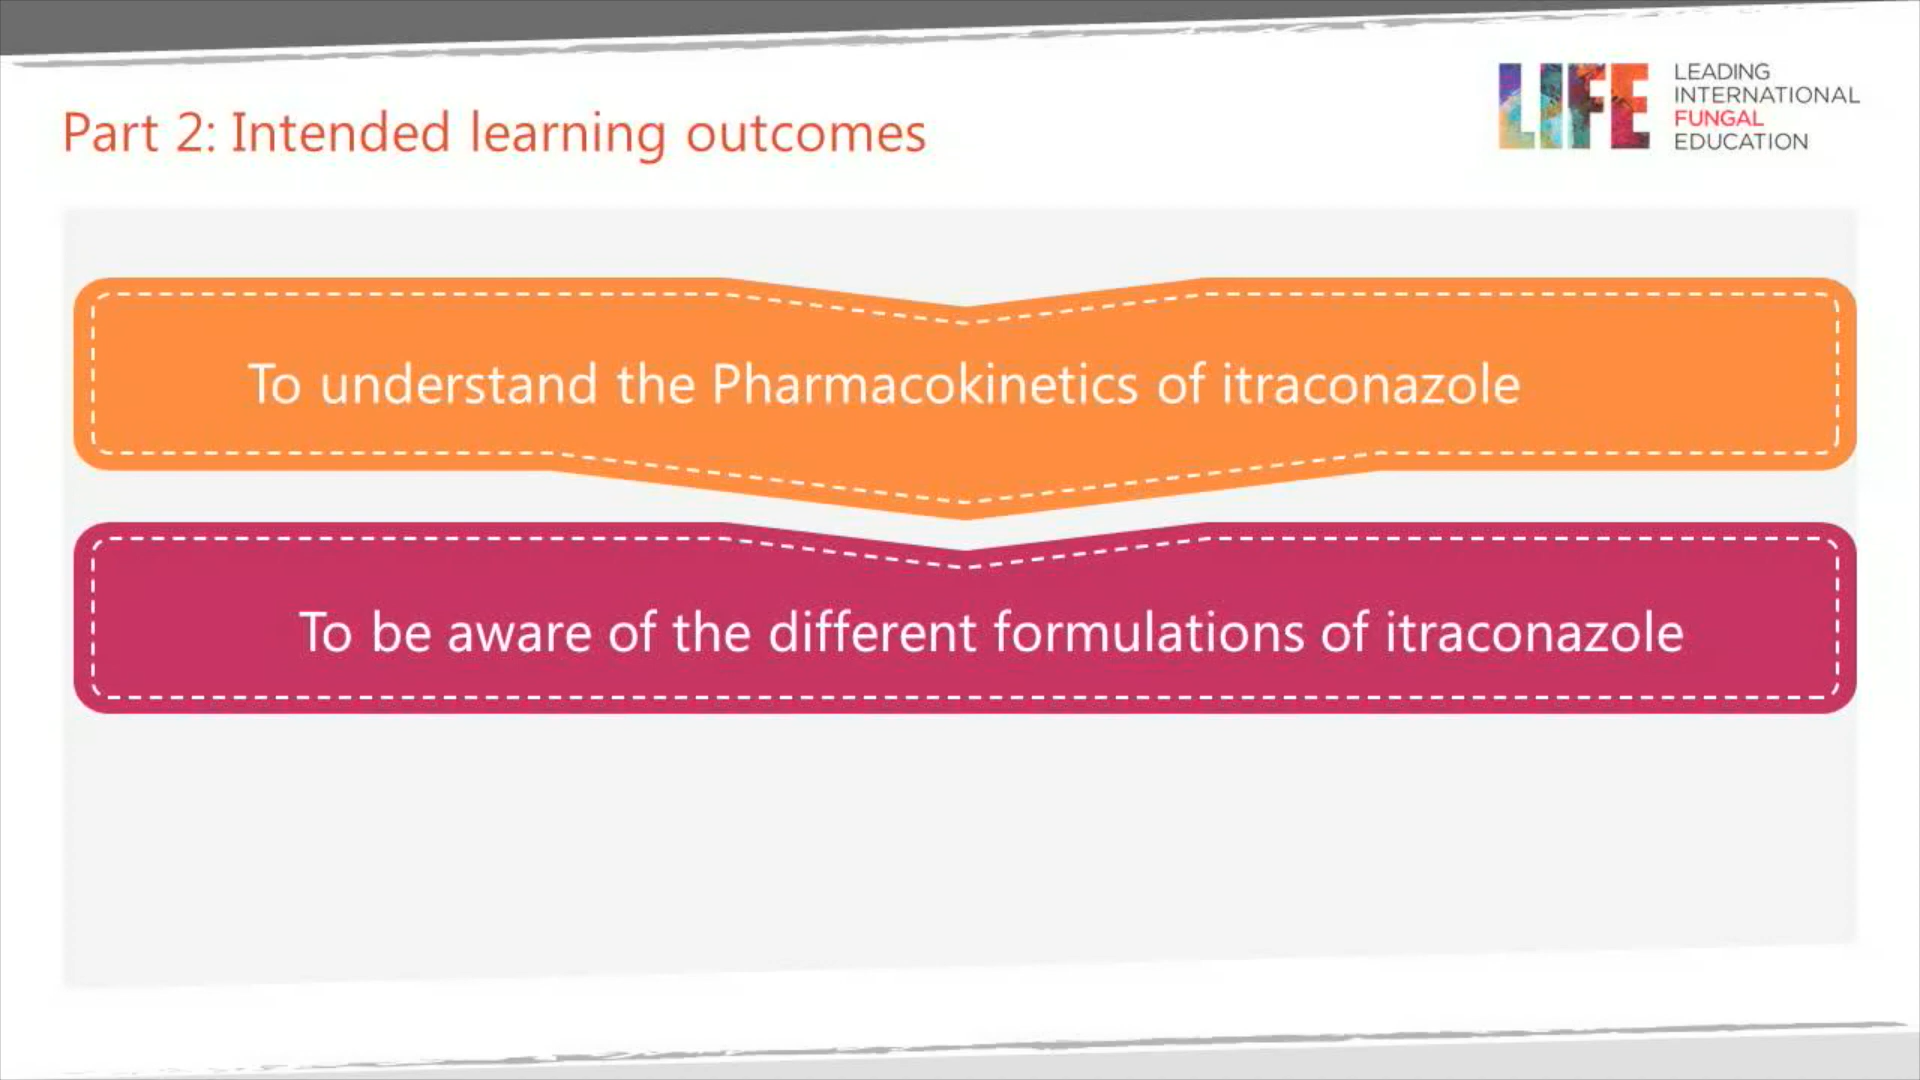 Part 2: Intended learning outcomes
LIFE
LEADING
INTERNATIONAL
FUNGAL
EDUCATION
To understand the Pharmacokinetics of itraconazole
To be aware of the different formulations of itraconazole